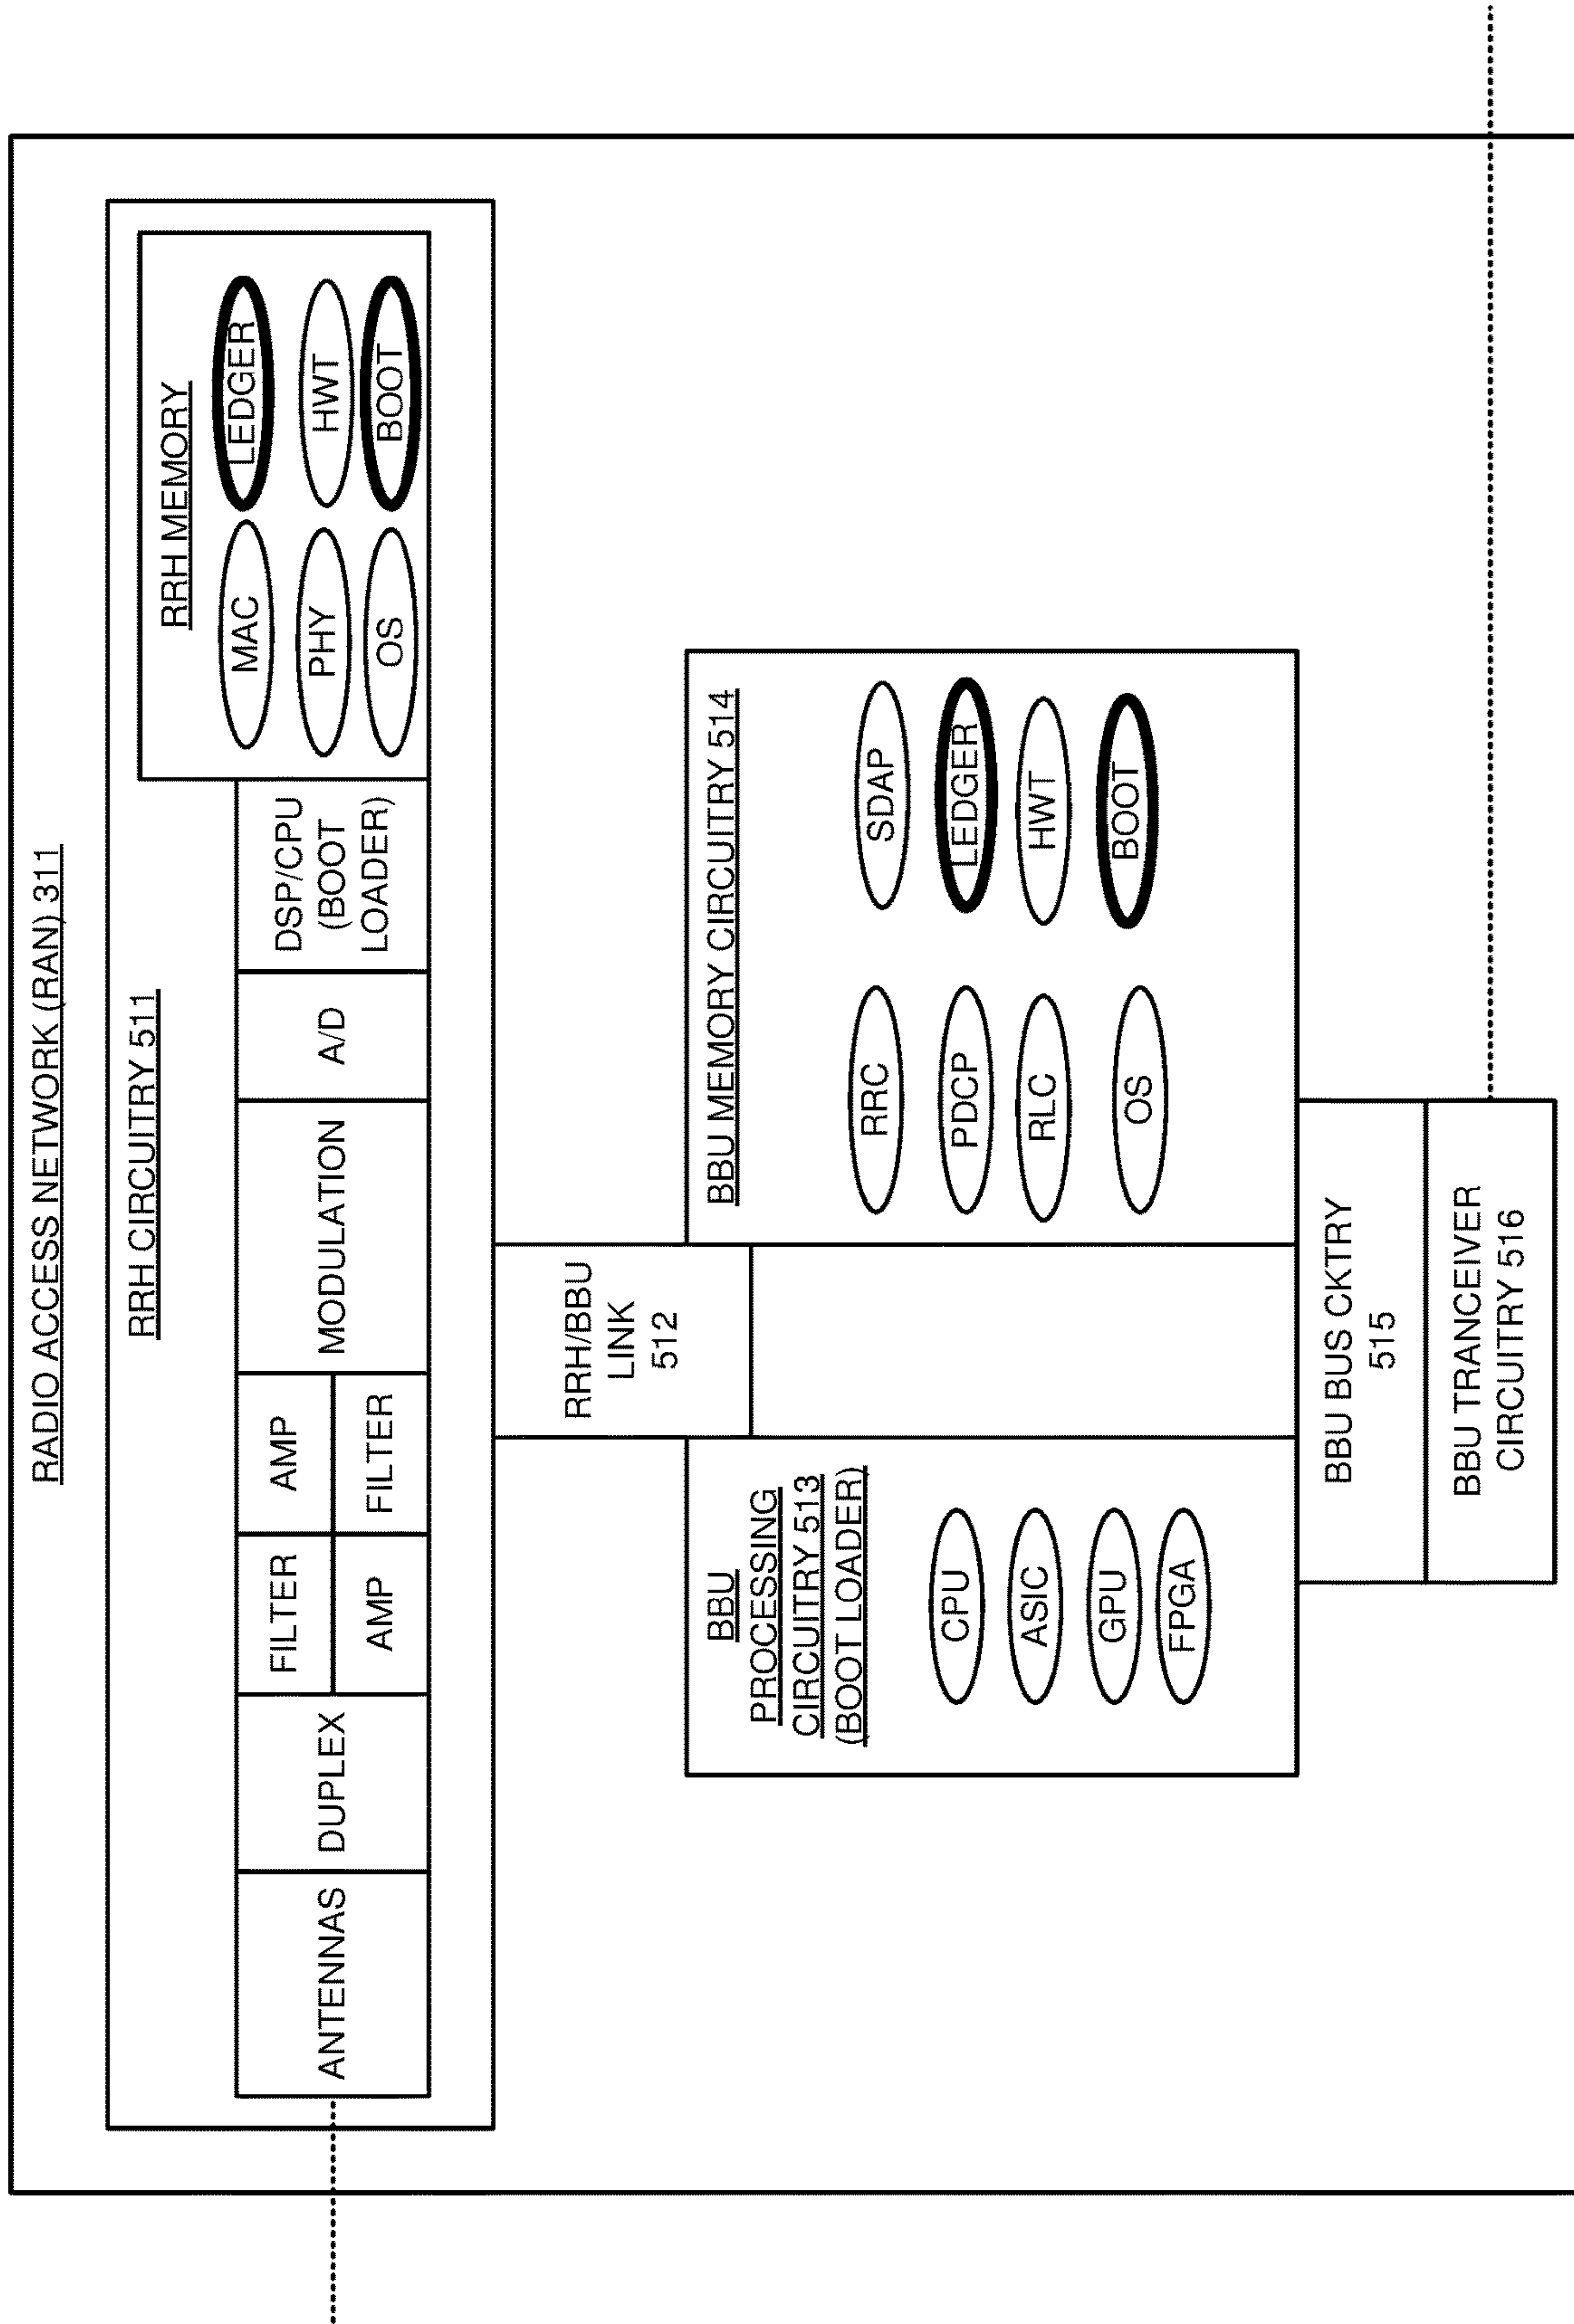 RADIO ACCESS NETWORK (RAN) 311
RRH CIRCUITRY 511
ANTENNAS
DUPLEX
FILTER
AMP
AMP
FILTER
MODULATION
A/D
DSP/CPU
(BOOT
LOADER)
RRH MEMORY
MAC
LEDGER
PHY
HWT
OS
BOOT
RRH/BBU
LINK
512
BBU
PROCESSING
CIRCUITRY 513
(BOOT LOADER)
CPU
ASIC
GPU
FPGA
BBU MEMORY CIRCUITRY 514
RRC
SDAP
PDCP
LEDGER
RLC
HWT
OS
BOOT
BBU BUS CKTRY
515
BBU TRANCEIVER
CIRCUITRY 516